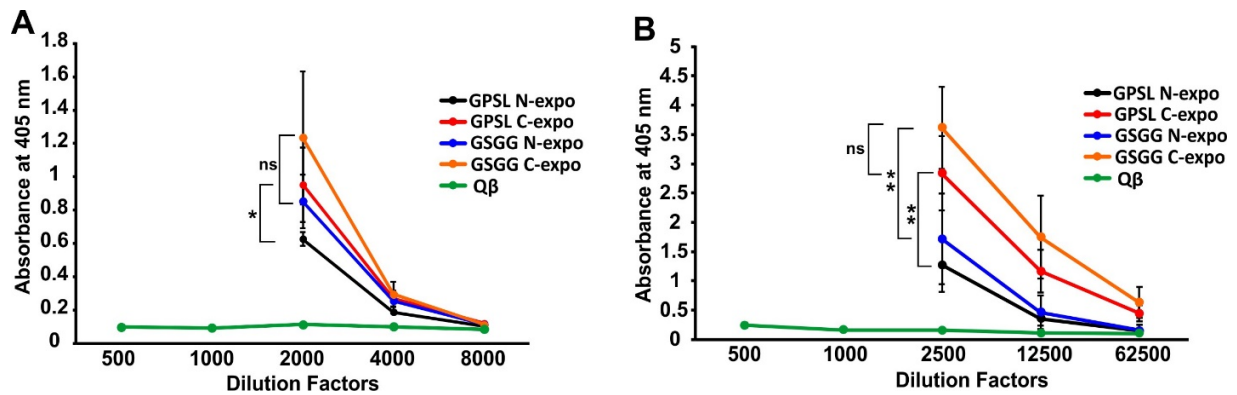 A
Absorbance at 405 nm
1.8
1.6
1.4
1.2
1
0.8
0.6
0.4
0.2
0
ns
*
GPSL N-expo
GPSL C-expo
GSGG N-expo
GSGG C-expo
Qβ
500 1000 2000 4000 8000
Dilution Factors
B
Absorbance at 405 nm
5
4.5
4
3.5
3
2.5
2
1.5
1
0.5
0
ns
**
**
GPSL N-expo
GPSL C-expo
GSGG N-expo
GSGG C-expo
Qβ
500 1000 2500 12500 62500
Dilution Factors